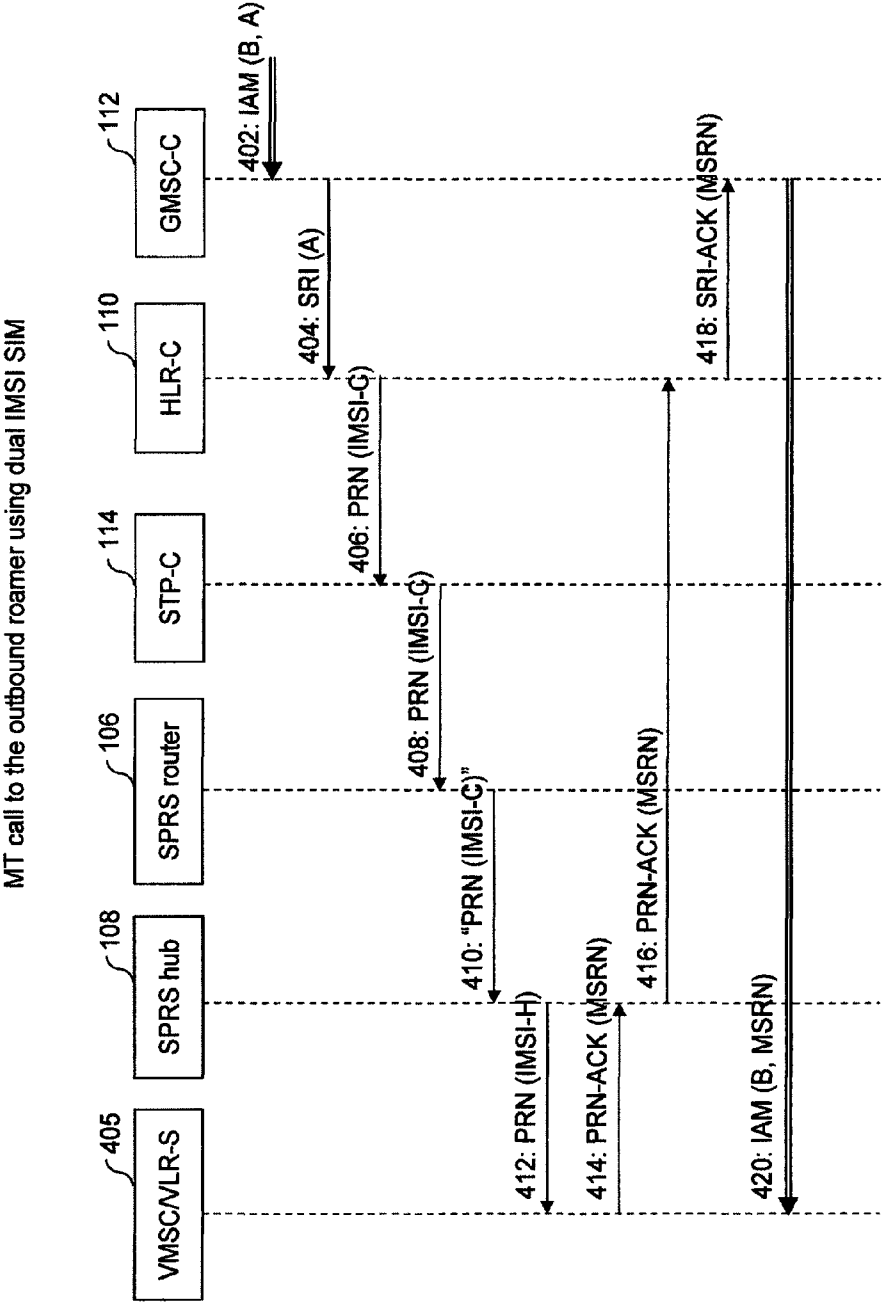 MT call to the outbound roamer using dual IMSI SIM
405
108
106
114
110
112
VMSC/VLR-S
SPRS hub
SPRS router
STP-C
HLR-C
GMSC-C
402: IAM (B, A)
404: SRI (A)
406: PRN (IMSI-C)
408: PRN (IMSI-C)
410: “PRN (IMSI-C)”
412: PRN (IMSI-H)
414: PRN-ACK (MSRN)
416: PRN-ACK (MSRN)
418: SRI-ACK (MSRN)
420: IAM (B, MSRN)